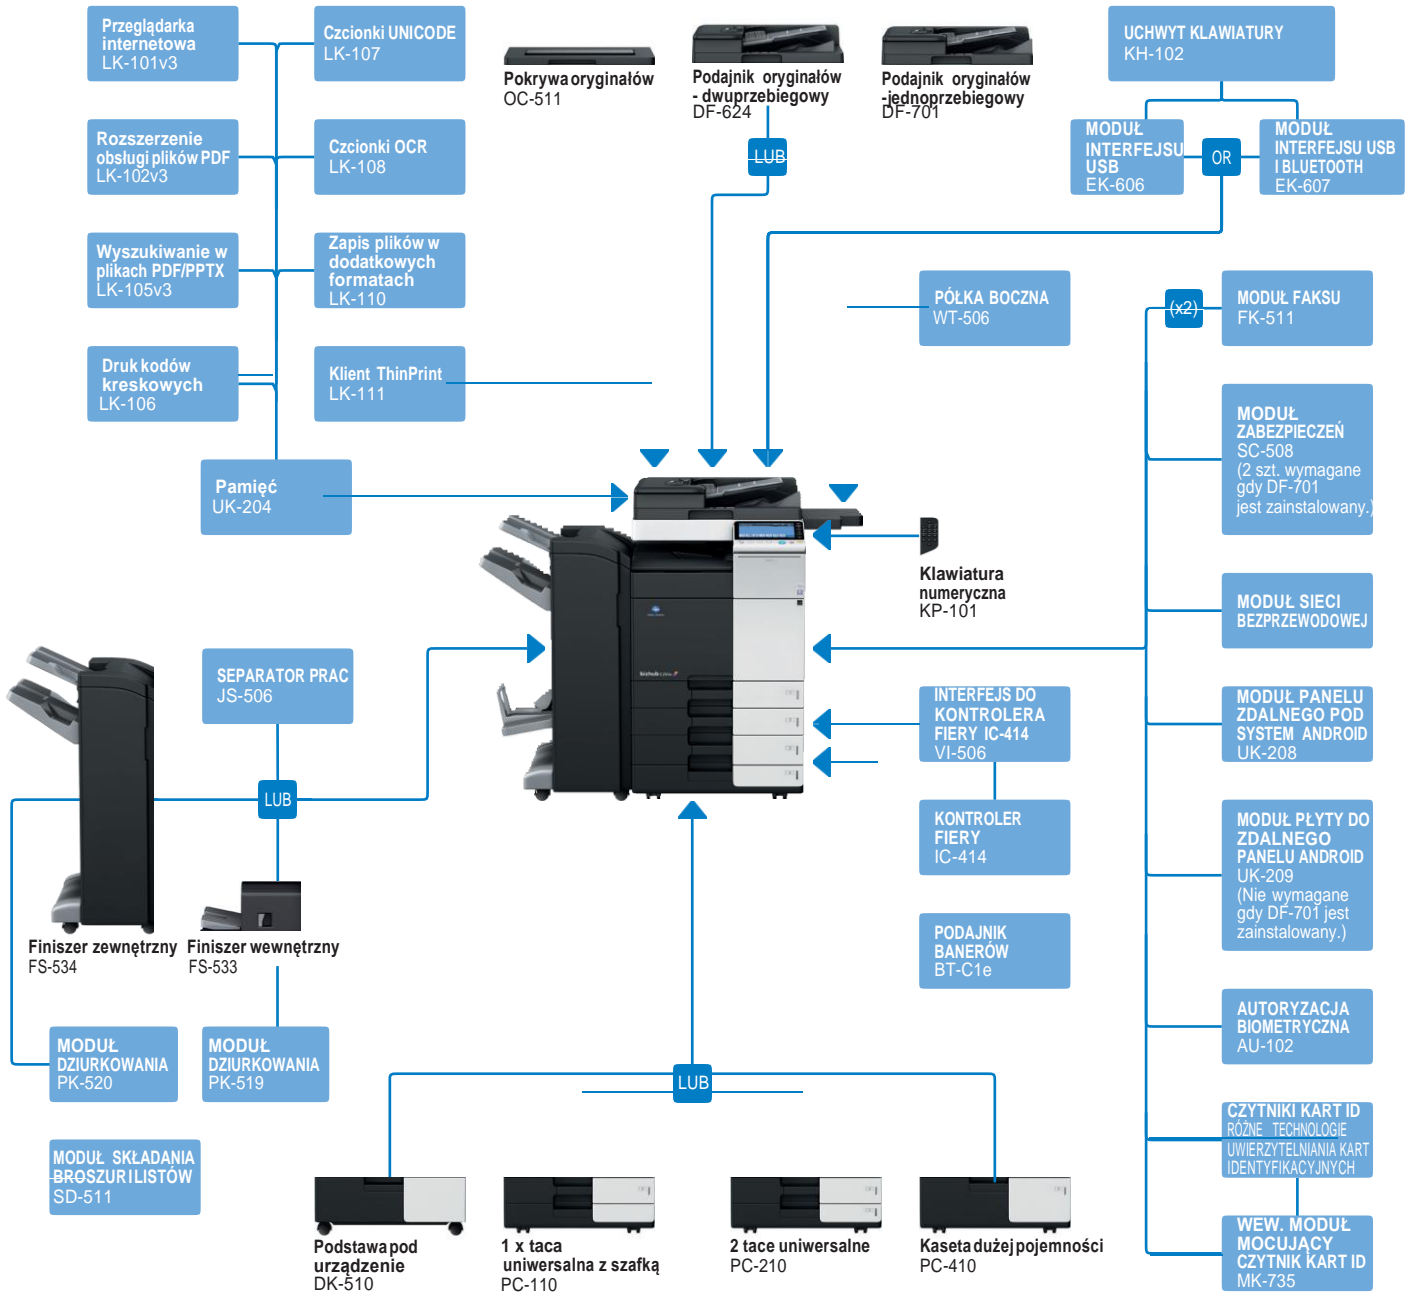 Przeglądarka
internetowa
LK-101v3
Czcionki UNICODE
LK-107
Rozszerzenie
obsługi plików PDF
LK-102v3
Czcionki OCR
LK-108
Wyszukiwanie w
plikach PDF/PPTX
LK-105v3
Zapis plików w
dodatkowych
formatach
LK-110
Druk kodów
kreskowych
LK-106
Klient ThinPrint
LK-111
Pamięć
UK-204
Pokrywa oryginałów
OC-511
Podajnik oryginałów
- dwuprzebiegowy
DF-624
Podajnik oryginałów
-jednoprzebiegowy
DF-701
LUB
UCHWYT KLAWIATURY
KH-102
MODUŁ
INTERFEJSU
USB
EK-606
OR
MODUŁ
INTERFEJSU USB
I BLUETOOTH
EK-607
PÓŁKA BOCZNA
WT-506
(x2)
MODUŁ FAKSU
FK-511
MODUŁ
ZABEZPIECZEŃ
SC-508
(2 szt. wymagane
gdy DF-701
jest zainstalowany.)
Klawiatura
numeryczna
KP-101
MODUŁ SIECI
BEZPRZEWODOWEJ
INTERFEJS DO
KONTROLERA
FIERY IC-414
VI-506
MODUŁ PANELU
ZDALNEGO POD
SYSTEM ANDROID
UK-208
KONTROLER
FIERY
IC-414
MODUŁ PŁYTY DO
ZDALNEGO
PANELU ANDROID
UK-209
(Nie wymagane
gdy DF-701 jest
zainstalowany.)
PODAJNIK
BANERÓW
BT-C1e
AUTORYZACJA
BIOMETRYCZNA
AU-102
CZYTNIKI KART ID
RÓŻNE TECHNOLOGIE
UWIERZYTELNIANIA KART
IDENTYFIKACYJNYCH
WEW. MODUŁ
MOCUJĄCY
CZYTNIK KART ID
MK-735
SEPARATOR PRAC
JS-506
LUB
Finiszer zewnętrzny
FS-534
Finiszer wewnętrzny
FS-533
MODUŁ
DZIURKOWANIA
PK-520
MODUŁ
DZIURKOWANIA
PK-519
MODUŁ SKŁADANIA
BROSZUR I LISTÓW
SD-511
bizhub
LUB
Podstawa pod
urządzenie
DK-510
1 x taca
uniwersalna z szafką
PC-110
2 tace uniwersalne
PC-210
Kaseta dużej pojemności
PC-410